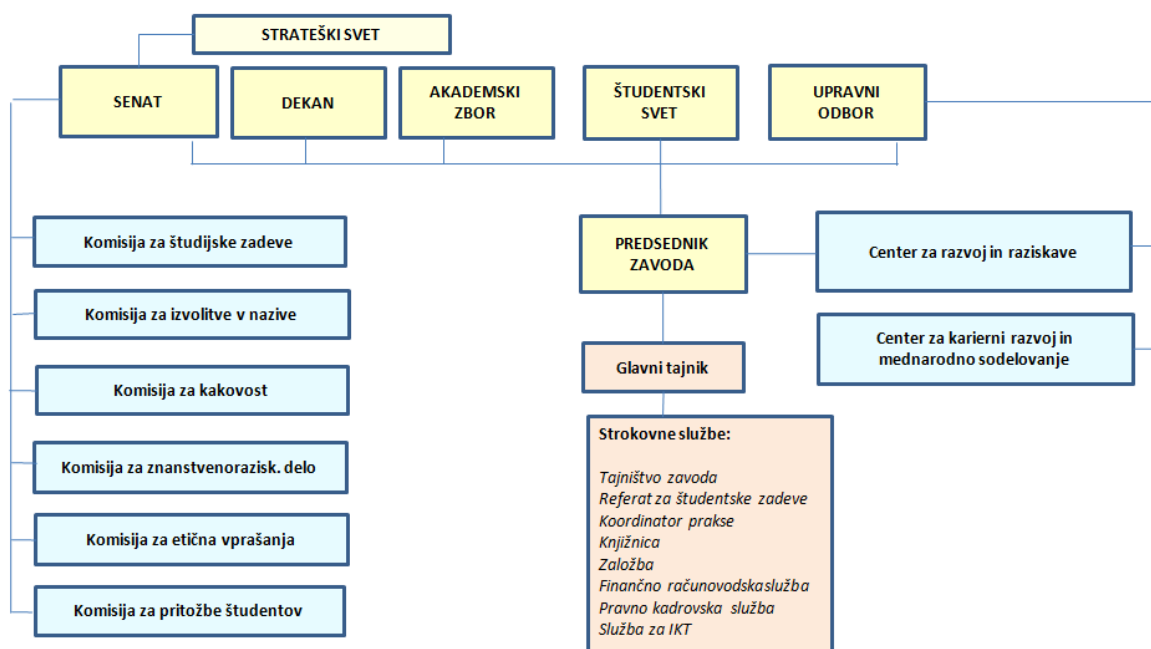 STRATEŠKI SVET
SENAT
DEKAN
AKADEMSKI
ZBOR
ŠTUDENTSKI
SVET
UPRAVNI
ODBOR
Komisija za študijske zadeve
Komisija za izvolitve v nazive
Komisija za kakovost
Komisija za znanstvenorazisk. delo
Komisija za etična vprašanja
Komisija za pritožbe študentov
PREDSEDNIK
ZAVODA
Center za razvoj in raziskave
Center za karierni razvoj in
mednarodno sodelovanje
Glavni tajnik
Strokovne službe:
Tajništvo zavoda
Referat za študentske zadeve
Koordinator prakse
Knjižnica
Založba
Finančno računovodskaslužba
Pravno kadrovska služba
Služba za IKT